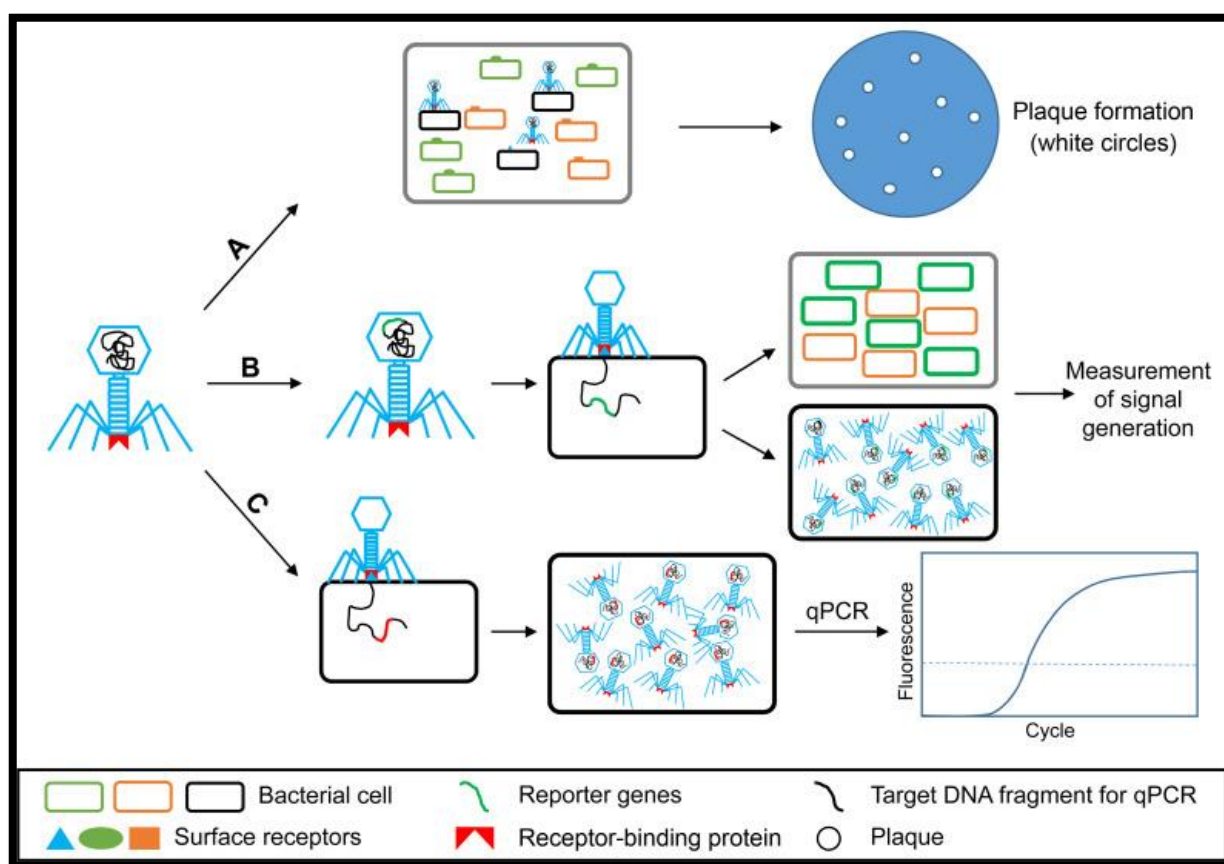 Plaque formation
(white circles)
A
B
C
Measurement
of signal
generation
qPCR
Fluorescence
Cycle
Bacterial cell
Reporter genes
Target DNA fragment for qPCR
Surface receptors
Receptor-binding protein
Plaque